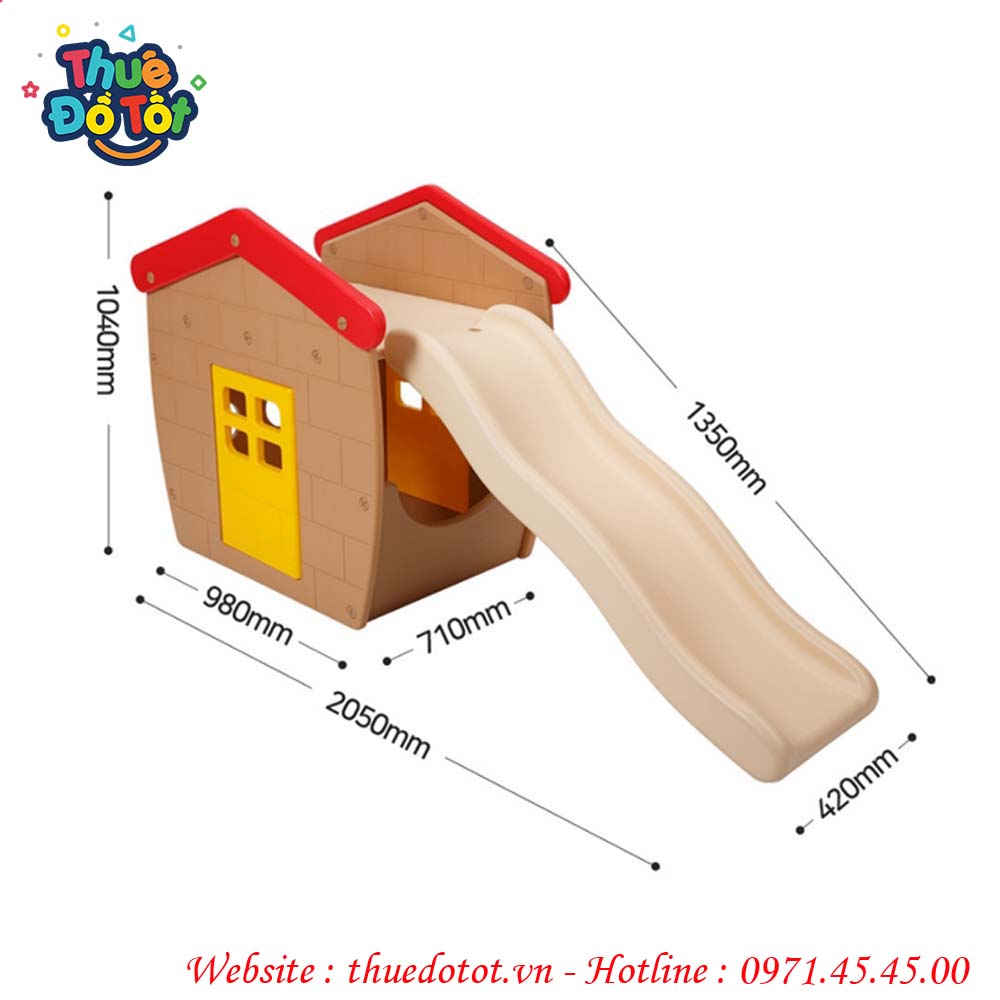 Thuê
Đồ Tốt
1040mm
1350mm
980mm
710mm
2050mm
420mm
Website : thuedotot.vn - Hotline : 0971.45.45.00